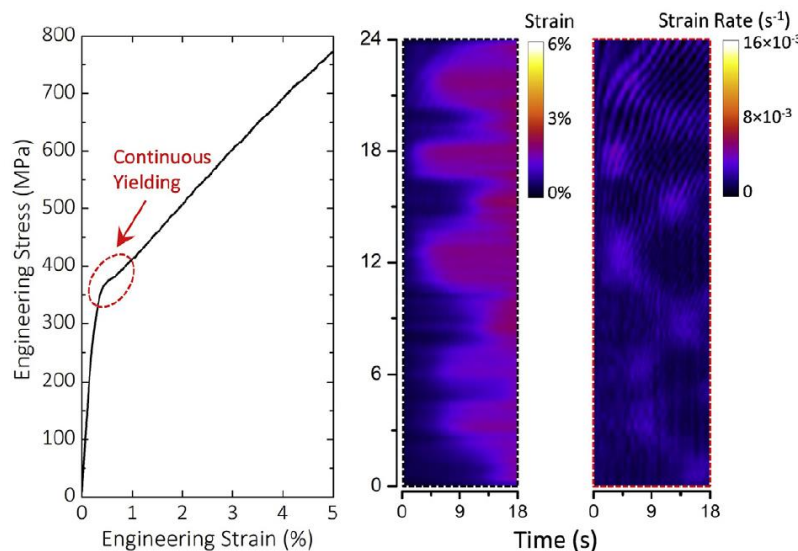 800
700
600
500
400
300
200
100
0
Engineering Stress (MPa)
Continuous
Yielding
0 1 2 3 4 5
Engineering Strain (%)
Strain
6%
3%
0%
24
18
12
6
0
0 9 18
Strain Rate (s⁻¹)
16×10⁻³
8×10⁻³
0
0 9 18
Time (s)